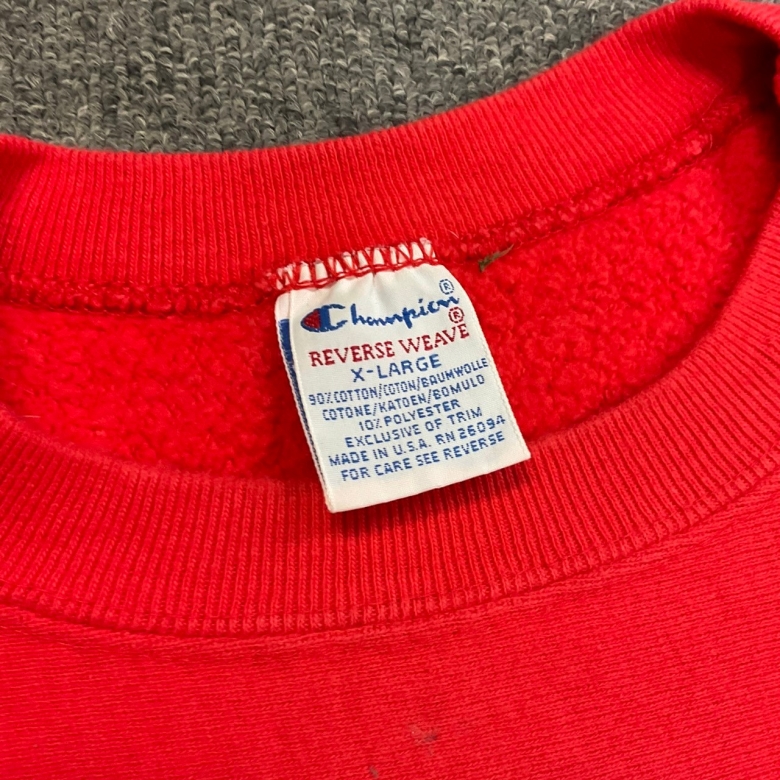 Champion®
REVERSE WEAVE®
X-LARGE
90%COTTON/COTON/BAUMWOLLE
COTONE/KATOEN/BOMULD
10% POLYESTER
EXCLUSIVE OF TRIM
MADE IN U.S.A. RN 26094
FOR CARE SEE REVERSE